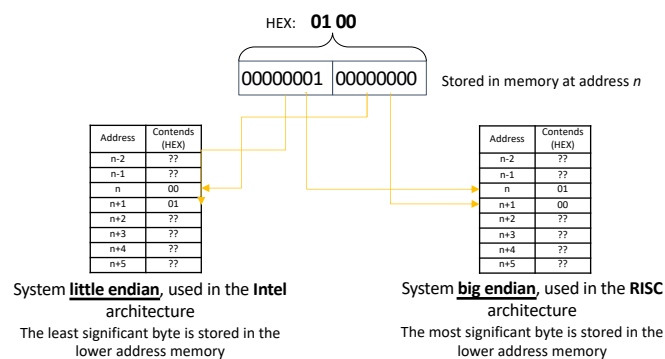 HEX: 01 00
00000001 00000000
Stored in memory at address n
Address Contends (HEX)
n-2 ??
n-1 ??
n 00
n+1 01
n+2 ??
n+3 ??
n+4 ??
n+5 ??
System little endian, used in the Intel
architecture
The least significant byte is stored in the
lower address memory
Address Contends (HEX)
n-2 ??
n-1 ??
n 01
n+1 00
n+2 ??
n+3 ??
n+4 ??
n+5 ??
System big endian, used in the RISC
architecture
The most significant byte is stored in the
lower address memory